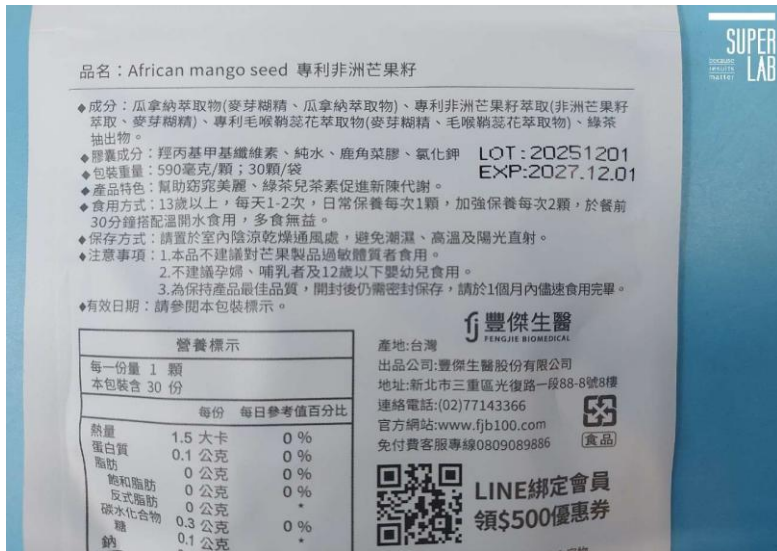 SUPER LAB
because results matter
品名：African mango seed 專利非洲芒果籽
◆成分：瓜拿納萃取物(麥芽糊精、瓜拿納萃取物)、專利非洲芒果籽萃取(非洲芒果籽
萃取、麥芽糊精)、專利毛喉鞘蕊花萃取物(麥芽糊精、毛喉鞘蕊花萃取物)、綠茶
抽出物。
◆膠囊成分：羥丙基甲基纖維素、純水、鹿角菜膠、氯化鉀
LOT:20251201
◆包裝重量：590毫克/顆；30顆/袋
EXP:2027.12.01
◆產品特色：幫助窈窕美麗、綠茶兒茶素促進新陳代謝。
◆食用方式：13歲以上，每天1-2次，日常保養每次1顆，加強保養每次2顆，於餐前
30分鐘搭配溫開水食用，多食無益。
◆保存方式：請置於室內陰涼乾燥通風處，避免潮濕、高溫及陽光直射。
◆注意事項：1.本品不建議對芒果製品過敏體質者食用。
2.不建議孕婦、哺乳者及12歲以下嬰幼兒食用。
3.為保持產品最佳品質，開封後仍需密封保存，請於1個月內儘速食用完畢。
◆有效日期：請參閱本包裝標示。
營養標示
每一份量 1 顆
本包裝含 30 份
每份 每日參考值百分比
熱量 1.5 大卡 0 %
蛋白質 0.1 公克 0 %
脂肪 0 公克 0 %
飽和脂肪 0 公克 0 %
反式脂肪 0 公克 *
碳水化合物 0.3 公克 0 %
糖 0.1 公克 *
鈉
fj 豐傑生醫
FENGJIE BIOMEDICAL
產地:台灣
出品公司:豐傑生醫股份有限公司
地址:新北市三重區光復路一段88-8號8樓
連絡電話:(02)77143366
官方網站:www.fjb100.com
免付費客服專線0809089886
食品
LINE綁定會員
領$500優惠券